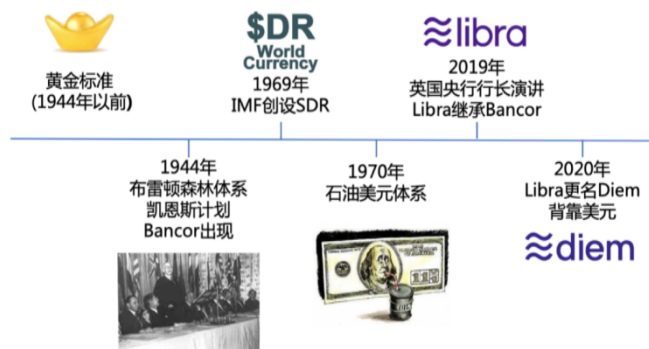 黄金标准
(1944年以前)
$DR
World
Currency
1969年
IMF创设SDR
libra
2019年
英国央行行长演讲
Libra继承Bancor
1944年
布雷顿森林体系
凯恩斯计划
Bancor出现
1970年
石油美元体系
2020年
Libra更名Diem
背靠美元
diem